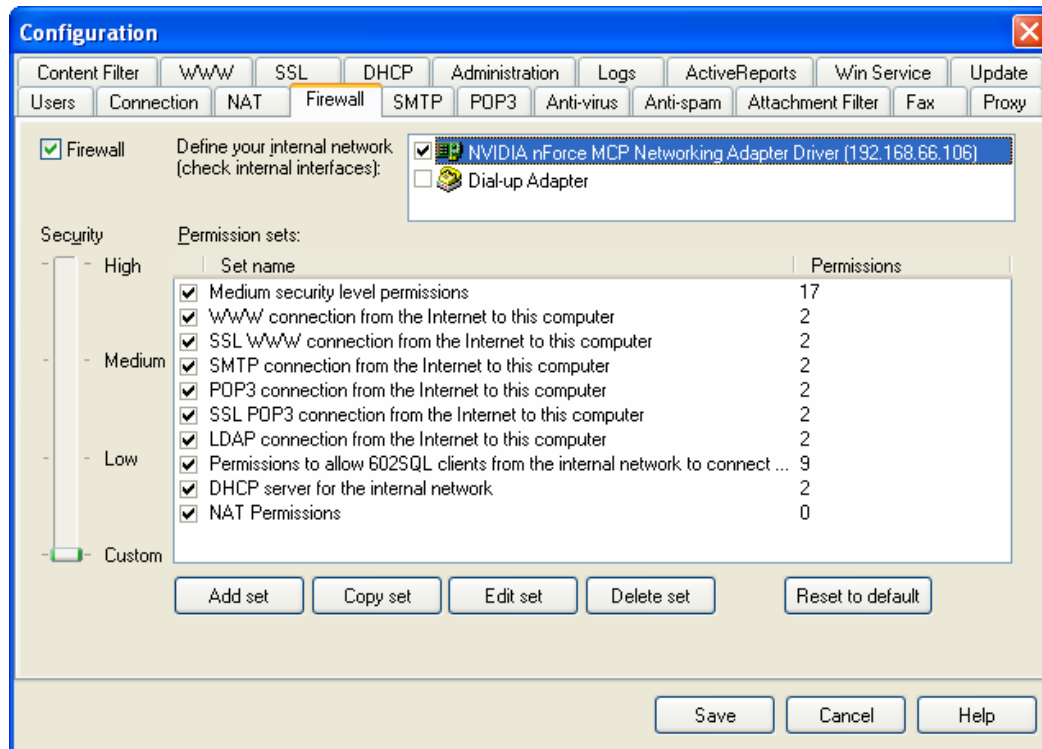 Configuration
Content Filter WWW SSL DHCP Administration Logs ActiveReports Win Service Update
Users Connection NAT Firewall SMTP POP3 Anti-virus Anti-spam Attachment Filter Fax Proxy
Firewall
Define your internal network
(check internal interfaces):
NVIDIA nForce MCP Networking Adapter Driver (192.168.66.106)
Dial-up Adapter
Security
High
Medium
Low
Custom
Permission sets:
Set name Permissions
Medium security level permissions 17
WWW connection from the Internet to this computer 2
SSL WWW connection from the Internet to this computer 2
SMTP connection from the Internet to this computer 2
POP3 connection from the Internet to this computer 2
SSL POP3 connection from the Internet to this computer 2
LDAP connection from the Internet to this computer 2
Permissions to allow 602SQL clients from the internal network to connect ... 9
DHCP server for the internal network 2
NAT Permissions 0
Add set Copy set Edit set Delete set Reset to default
Save Cancel Help